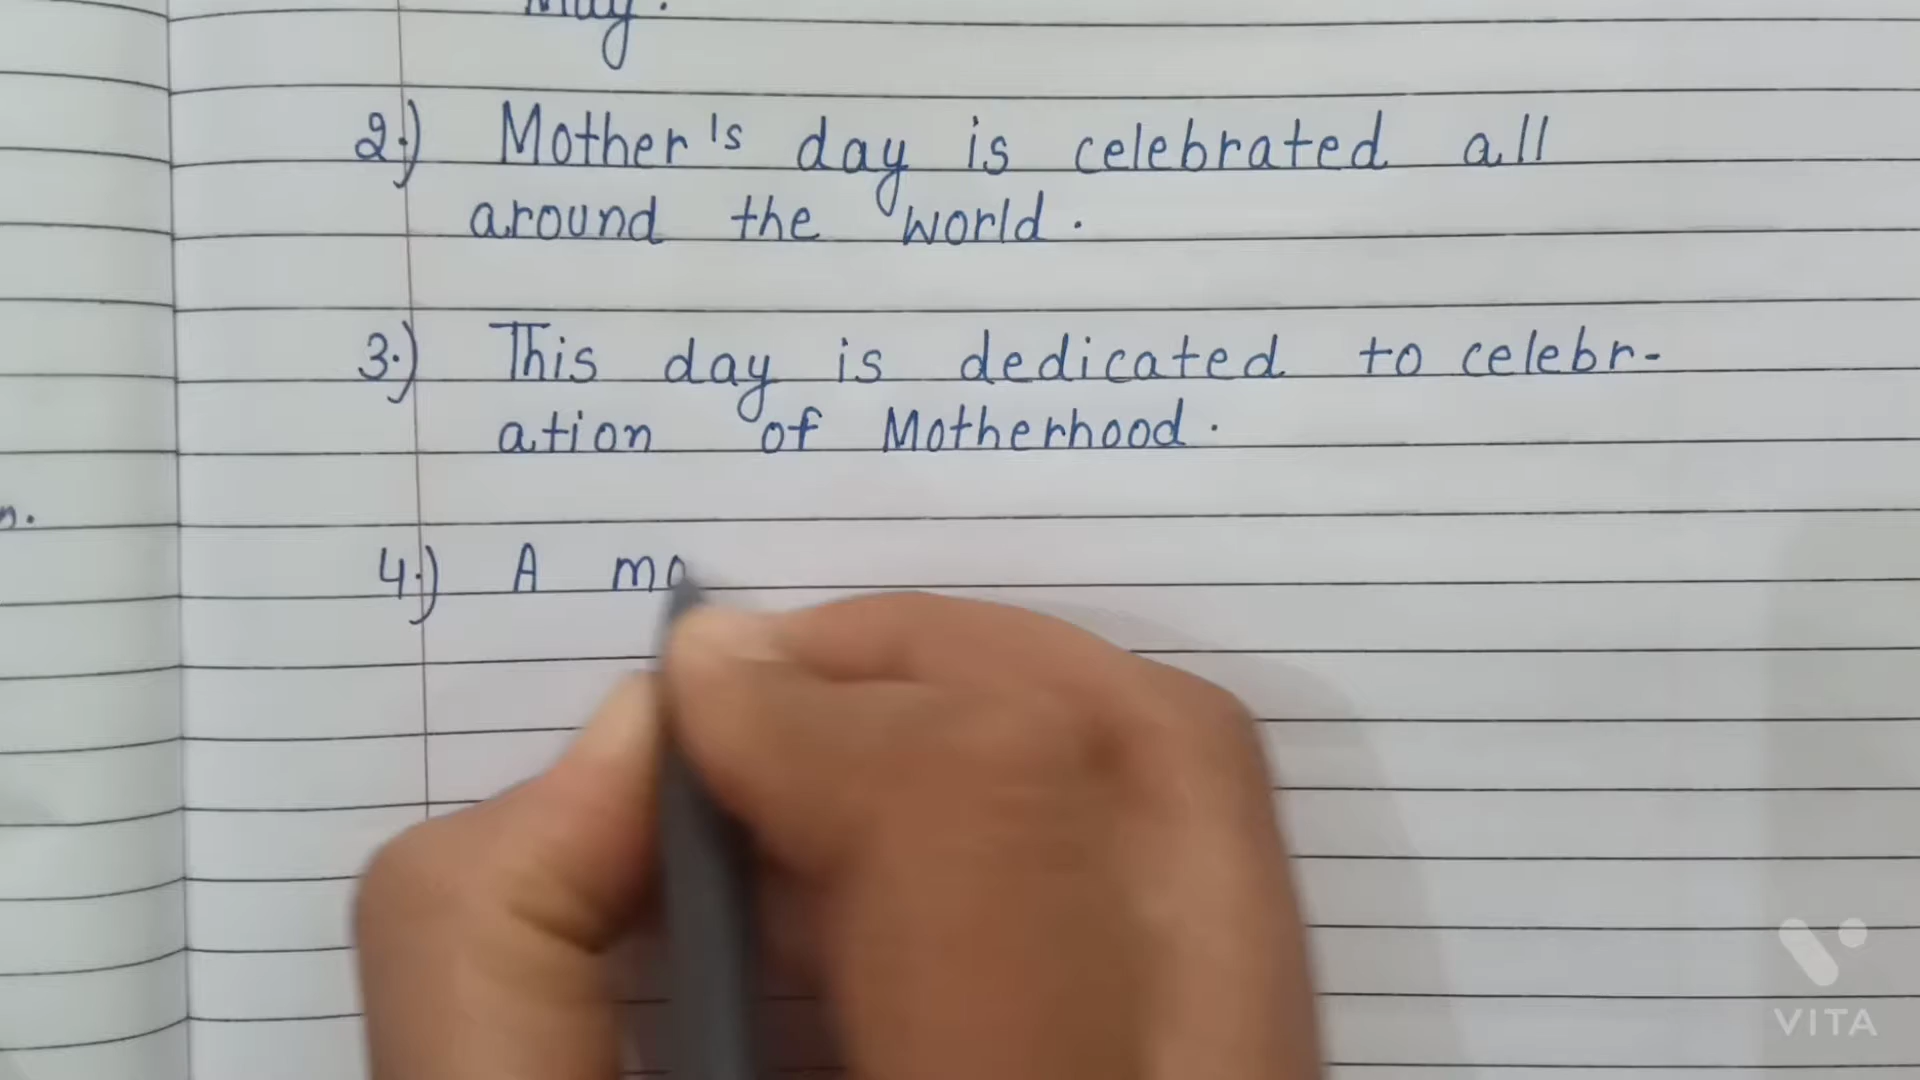 May.
2.) Mother's day is celebrated all
around the world.
3.) This day is dedicated to celebr-
ation of Motherhood.
4.) A mo
VITA